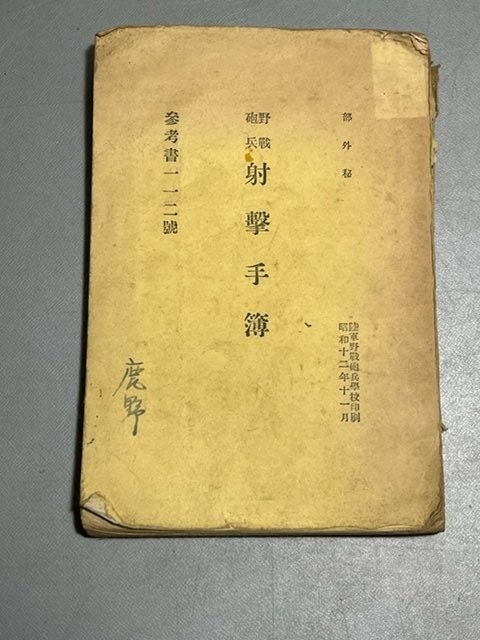 部外秘
陸軍野戰砲兵學校印刷
昭和十二年十一月
野戰
砲兵
射擊手簿
參考書一一二號
鹿野